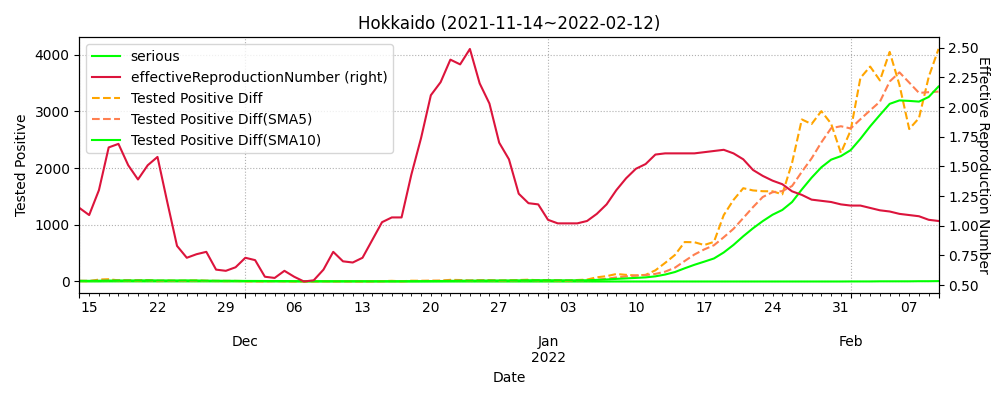 Hokkaido (2021-11-14~2022-02-12)
serious
effectiveReproductionNumber (right)
Tested Positive Diff
Tested Positive Diff(SMA5)
Tested Positive Diff(SMA10)
Tested Positive
4000
3000
2000
1000
0
Effective Reproduction Number
2.50
2.25
2.00
1.75
1.50
1.25
1.00
0.75
0.50
15 22 29 06 13 20 27 03 10 17 24 31 07
Dec Jan Feb
2022
Date